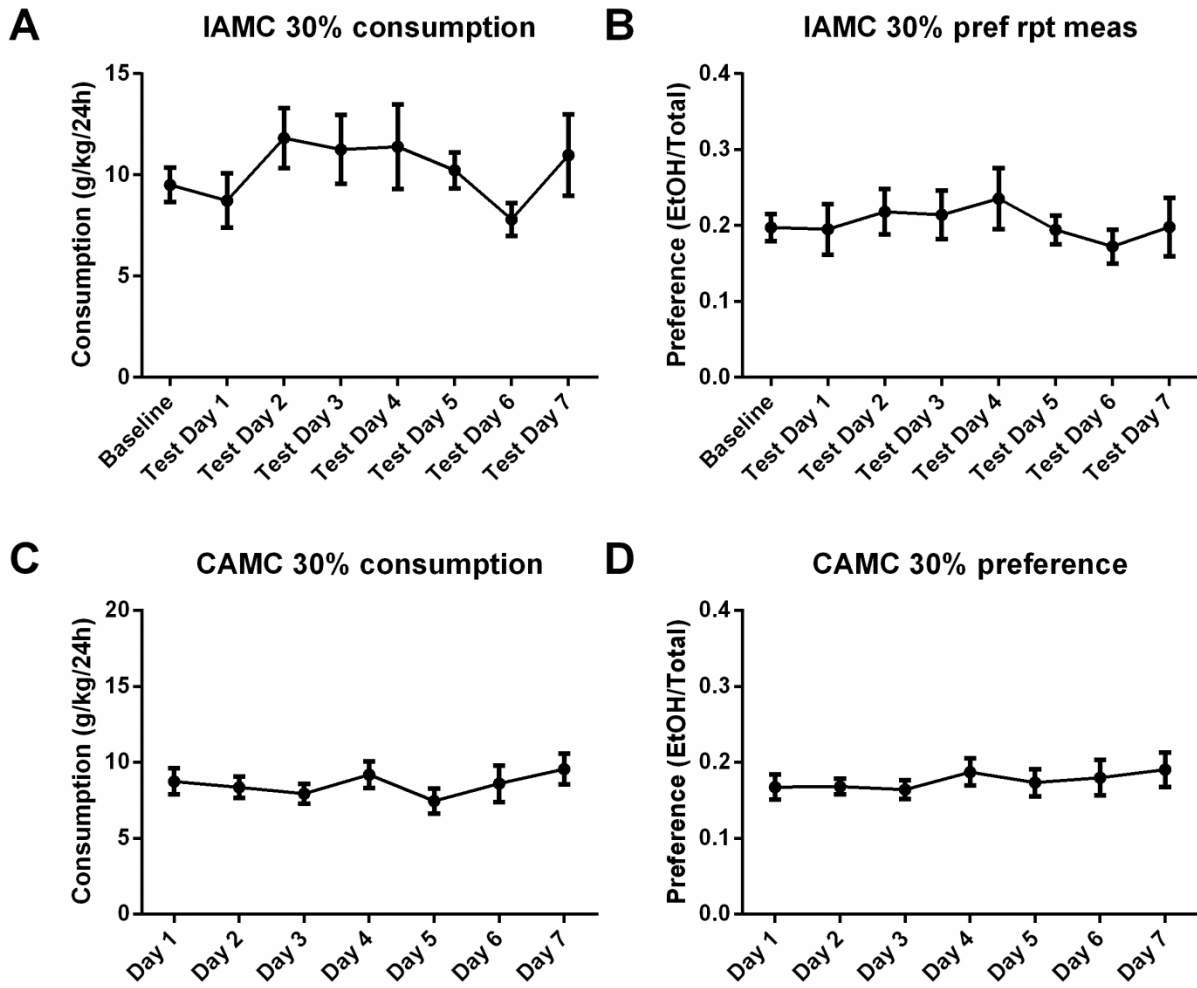 A
IAMC 30% consumption
Consumption (g/kg/24h)
15
10
5
0
Baseline
Test Day 1
Test Day 2
Test Day 3
Test Day 4
Test Day 5
Test Day 6
Test Day 7
B
IAMC 30% pref rpt meas
Preference (EtOH/Total)
0.4
0.3
0.2
0.1
0.0
Baseline
Test Day 1
Test Day 2
Test Day 3
Test Day 4
Test Day 5
Test Day 6
Test Day 7
C
CAMC 30% consumption
Consumption (g/kg/24h)
20
15
10
5
0
Day 1
Day 2
Day 3
Day 4
Day 5
Day 6
Day 7
D
CAMC 30% preference
Preference (EtOH/Total)
0.4
0.3
0.2
0.1
0.0
Day 1
Day 2
Day 3
Day 4
Day 5
Day 6
Day 7